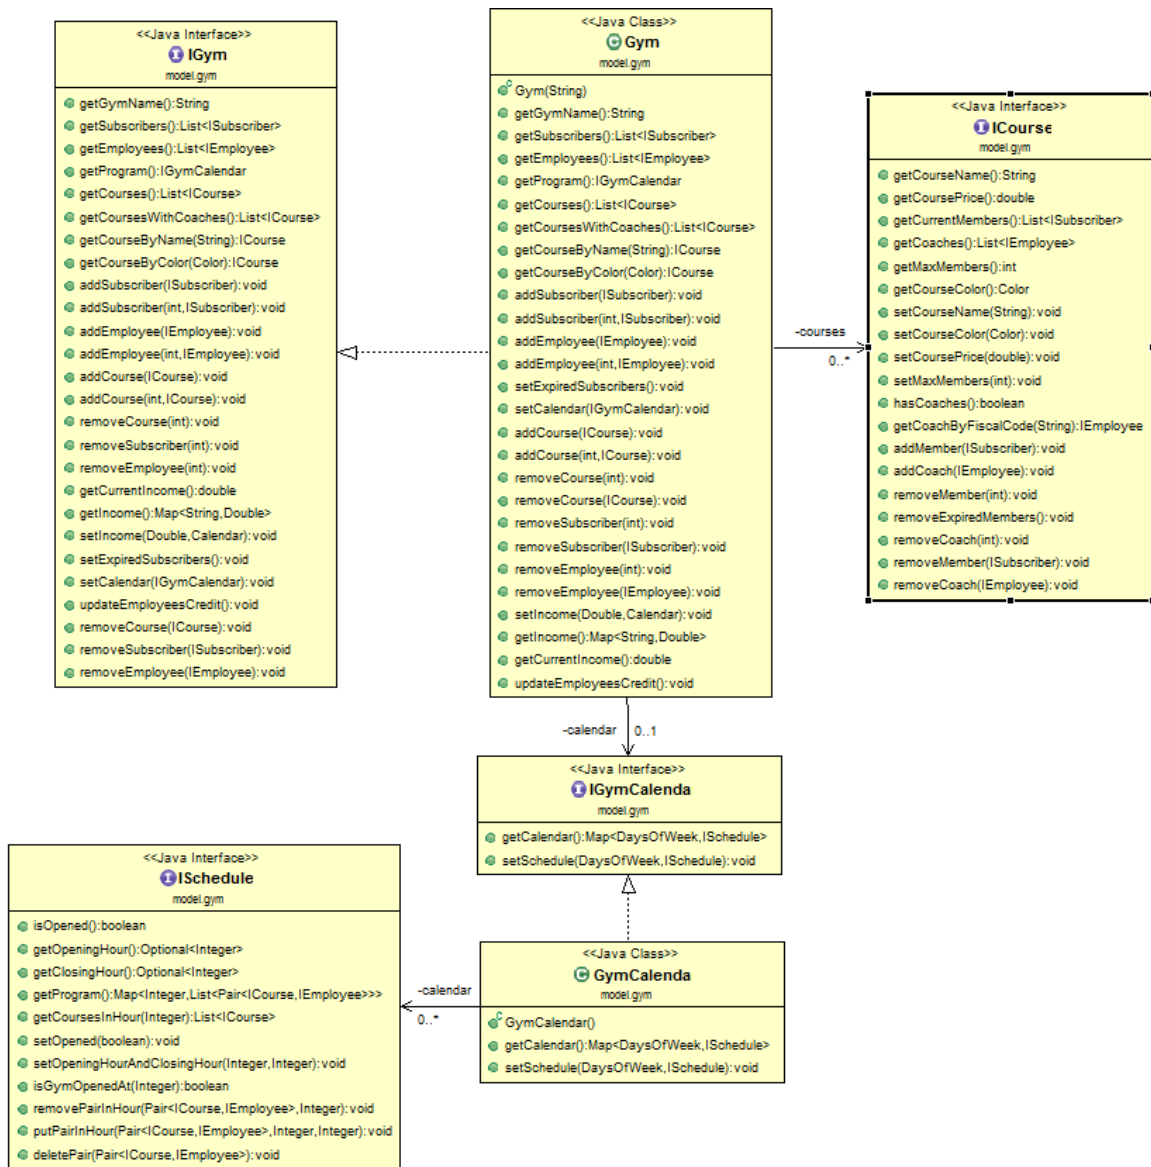 <<Java Interface>>
IGym
model.gym
getGymName():String
getSubscribers():List<ISubscriber>
getEmployees():List<IEmployee>
getProgram():IGymCalendar
getCourses():List<ICourse>
getCoursesWithCoaches():List<ICourse>
getCourseByName(String):ICourse
getCourseByColor(Color):ICourse
addSubscriber(ISubscriber):void
addSubscriber(int,ISubscriber):void
addEmployee(IEmployee):void
addEmployee(int,IEmployee):void
addCourse(ICourse):void
addCourse(int,ICourse):void
removeCourse(int):void
removeSubscriber(int):void
removeEmployee(int):void
getCurrentIncome():double
getIncome():Map<String,Double>
setIncome(Double,Calendar):void
setExpiredSubscribers():void
setCalendar(IGymCalendar):void
updateEmployeesCredit():void
removeCourse(ICourse):void
removeSubscriber(ISubscriber):void
removeEmployee(IEmployee):void
<<Java Class>>
Gym
model.gym
Gym(String)
getGymName():String
getSubscribers():List<ISubscriber>
getEmployees():List<IEmployee>
getProgram():IGymCalendar
getCourses():List<ICourse>
getCoursesWithCoaches():List<ICourse>
getCourseByName(String):ICourse
getCourseByColor(Color):ICourse
addSubscriber(ISubscriber):void
addSubscriber(int,ISubscriber):void
addEmployee(IEmployee):void
addEmployee(int,IEmployee):void
setExpiredSubscribers():void
setCalendar(IGymCalendar):void
addCourse(ICourse):void
addCourse(int,ICourse):void
removeCourse(int):void
removeCourse(ICourse):void
removeSubscriber(int):void
removeSubscriber(ISubscriber):void
removeEmployee(int):void
removeEmployee(IEmployee):void
setIncome(Double,Calendar):void
getIncome():Map<String,Double>
getCurrentIncome():double
updateEmployeesCredit():void
-courses
0..*
<<Java Interface>>
ICourse
model.gym
getCourseName():String
getCoursePrice():double
getCurrentMembers():List<ISubscriber>
getCoaches():List<IEmployee>
getMaxMembers():int
getCourseColor():Color
setCourseName(String):void
setCourseColor(Color):void
setCoursePrice(double):void
setMaxMembers(int):void
hasCoaches():boolean
getCoachByFiscalCode(String):IEmployee
addMember(ISubscriber):void
addCoach(IEmployee):void
removeMember(int):void
removeExpiredMembers():void
removeCoach(int):void
removeMember(ISubscriber):void
removeCoach(IEmployee):void
-calendar
0..1
<<Java Interface>>
IGymCalenda
model.gym
getCalendar():Map<DaysOfWeek,ISchedule>
setSchedule(DaysOfWeek,ISchedule):void
<<Java Interface>>
ISchedule
model.gym
isOpened():boolean
getOpeningHour():Optional<Integer>
getClosingHour():Optional<Integer>
getProgram():Map<Integer,List<Pair<ICourse,IEmployee>>>
getCoursesInHour(Integer):List<ICourse>
setOpened(boolean):void
setOpeningHourAndClosingHour(Integer,Integer):void
isGymOpenedAt(Integer):boolean
removePairInHour(Pair<ICourse,IEmployee>,Integer):void
putPairInHour(Pair<ICourse,IEmployee>,Integer,Integer):void
deletePair(Pair<ICourse,IEmployee>):void
-calendar
0..*
<<Java Class>>
GymCalenda
model.gym
GymCalendar()
getCalendar():Map<DaysOfWeek,ISchedule>
setSchedule(DaysOfWeek,ISchedule):void